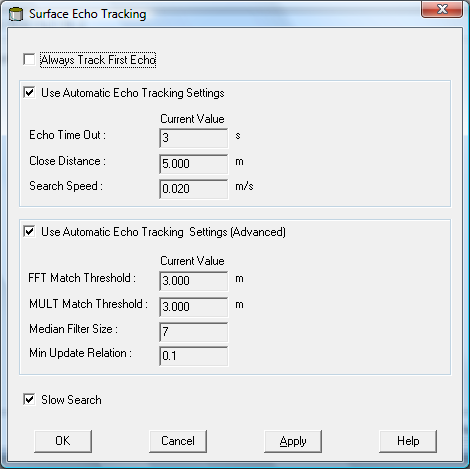 Surface Echo Tracking
Always Track First Echo
Use Automatic Echo Tracking Settings
Current Value
Echo Time Out : 3 s
Close Distance : 5.000 m
Search Speed : 0.020 m/s
Use Automatic Echo Tracking Settings (Advanced)
Current Value
FFT Match Threshold : 3.000 m
MULT Match Threshold : 3.000 m
Median Filter Size : 7
Min Update Relation : 0.1
Slow Search
OK Cancel Apply Help